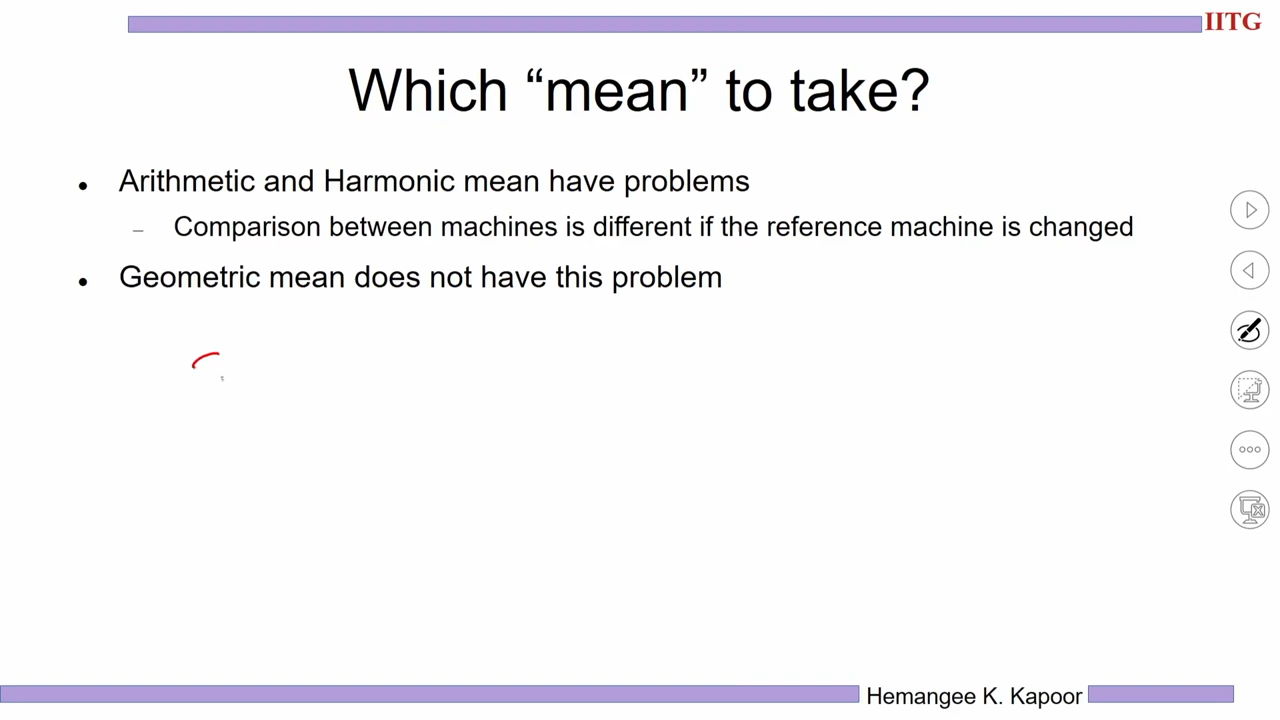 IITG
Which “mean” to take?
• Arithmetic and Harmonic mean have problems
– Comparison between machines is different if the reference machine is changed
• Geometric mean does not have this problem
Hemangee K. Kapoor